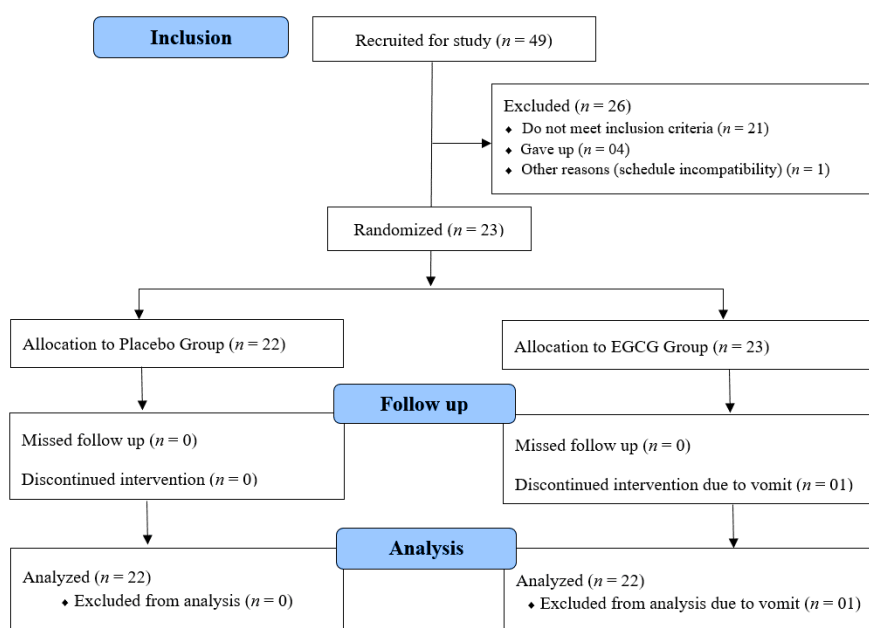 Inclusion
Recruited for study (n = 49)
Excluded (n = 26)
♦ Do not meet inclusion criteria (n = 21)
♦ Gave up (n = 04)
♦ Other reasons (schedule incompatibility) (n = 1)
Randomized (n = 23)
Allocation to Placebo Group (n = 22)
Allocation to EGCG Group (n = 23)
Follow up
Missed follow up (n = 0)
Discontinued intervention (n = 0)
Missed follow up (n = 0)
Discontinued intervention due to vomit (n = 01)
Analysis
Analyzed (n = 22)
♦ Excluded from analysis (n = 0)
Analyzed (n = 22)
♦ Excluded from analysis due to vomit (n = 01)